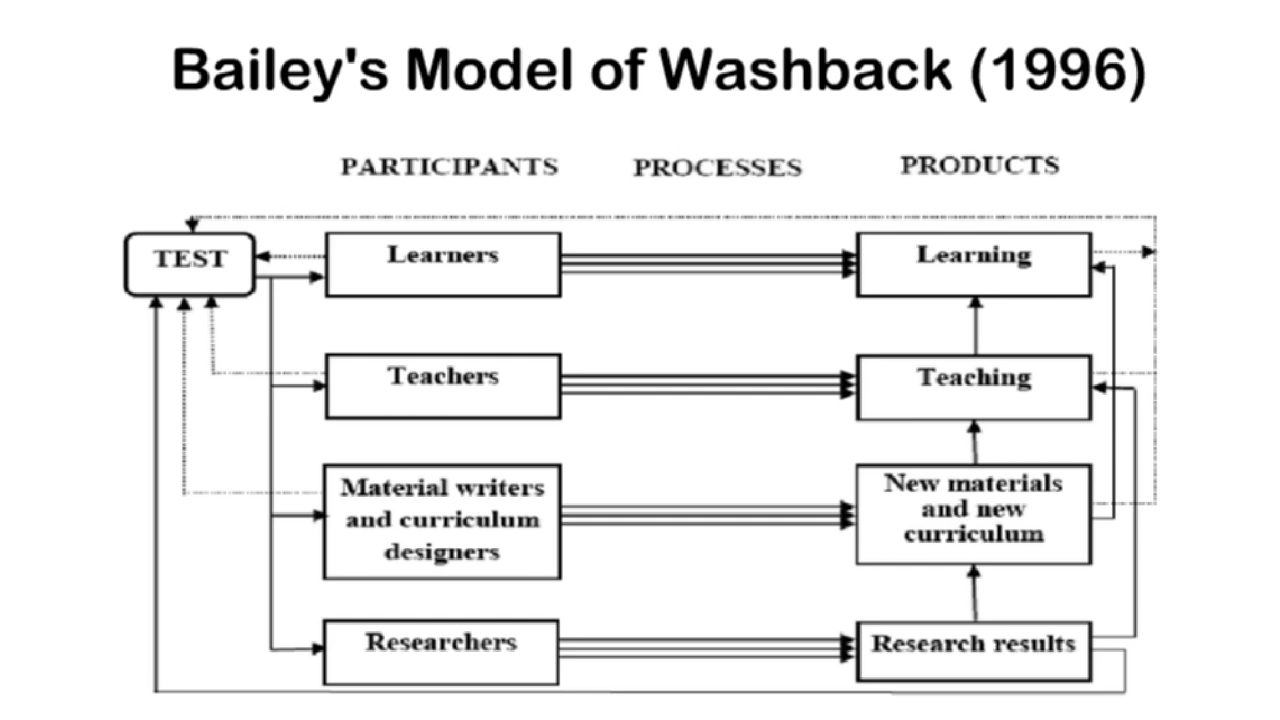 Bailey's Model of Washback (1996)
PARTICIPANTS PROCESSES PRODUCTS
TEST
Learners
Learning
Teachers
Teaching
Material writers
and curriculum
designers
New materials
and new
curriculum
Researchers
Research results